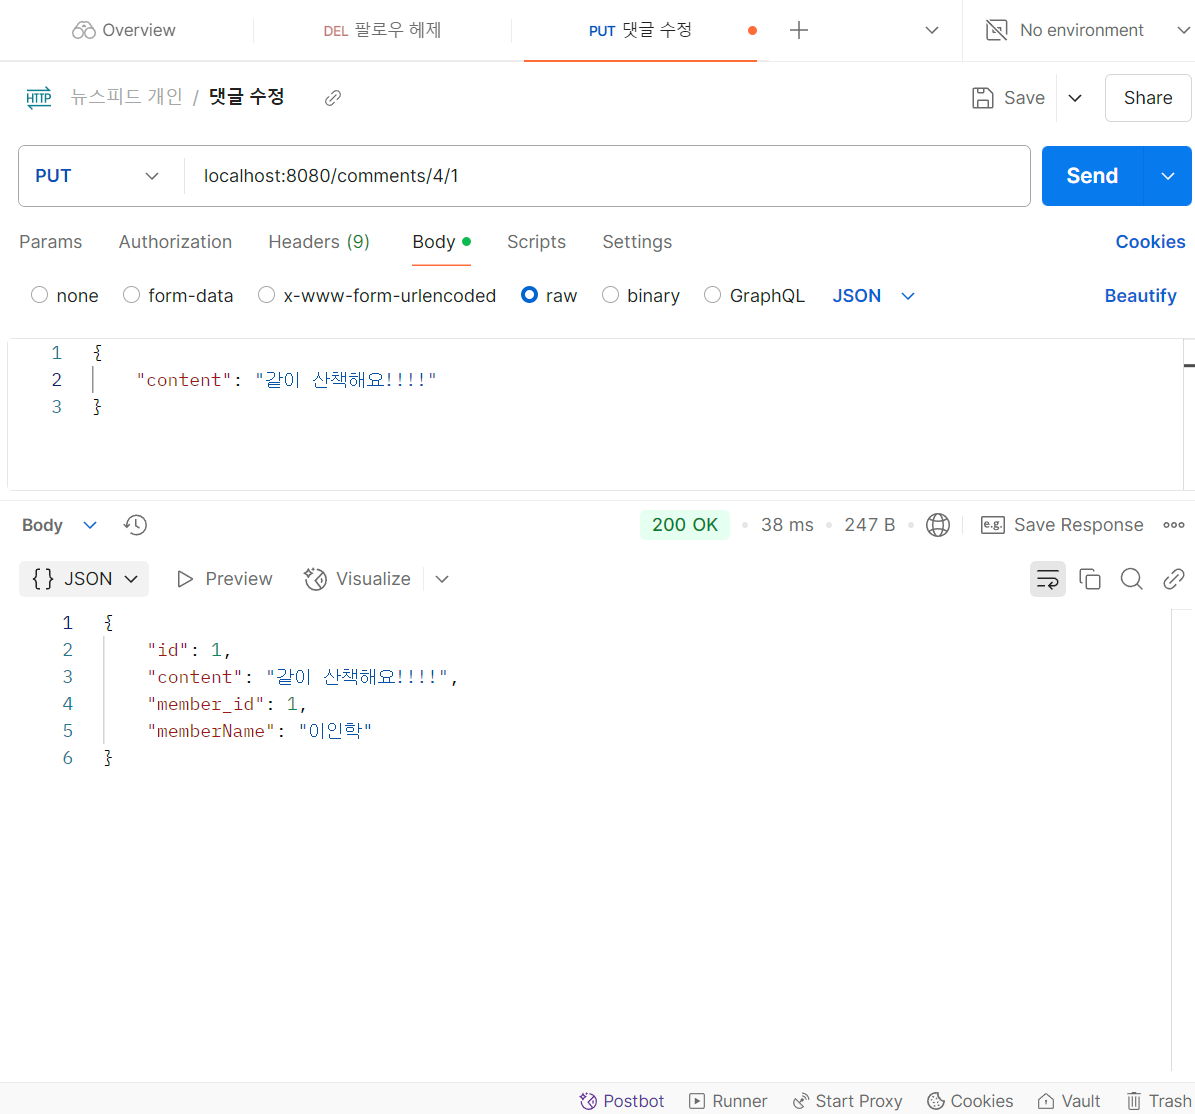 Overview
DEL 팔로우 헤제
PUT 댓글 수정
No environment
HTTP 뉴스피드 개인 / 댓글 수정
Save
Share
PUT
localhost:8080/comments/4/1
Send
Params Authorization Headers (9) Body Scripts Settings Cookies
none form-data x-www-form-urlencoded raw binary GraphQL JSON Beautify
1 {
2 "content": "같이 산책해요!!!!"
3 }
Body 200 OK 38 ms 247 B e.g. Save Response
{} JSON Preview Visualize
1 {
2 "id": 1,
3 "content": "같이 산책해요!!!!",
4 "member_id": 1,
5 "memberName": "이인학"
6 }
Postbot Runner Start Proxy Cookies Vault Trash